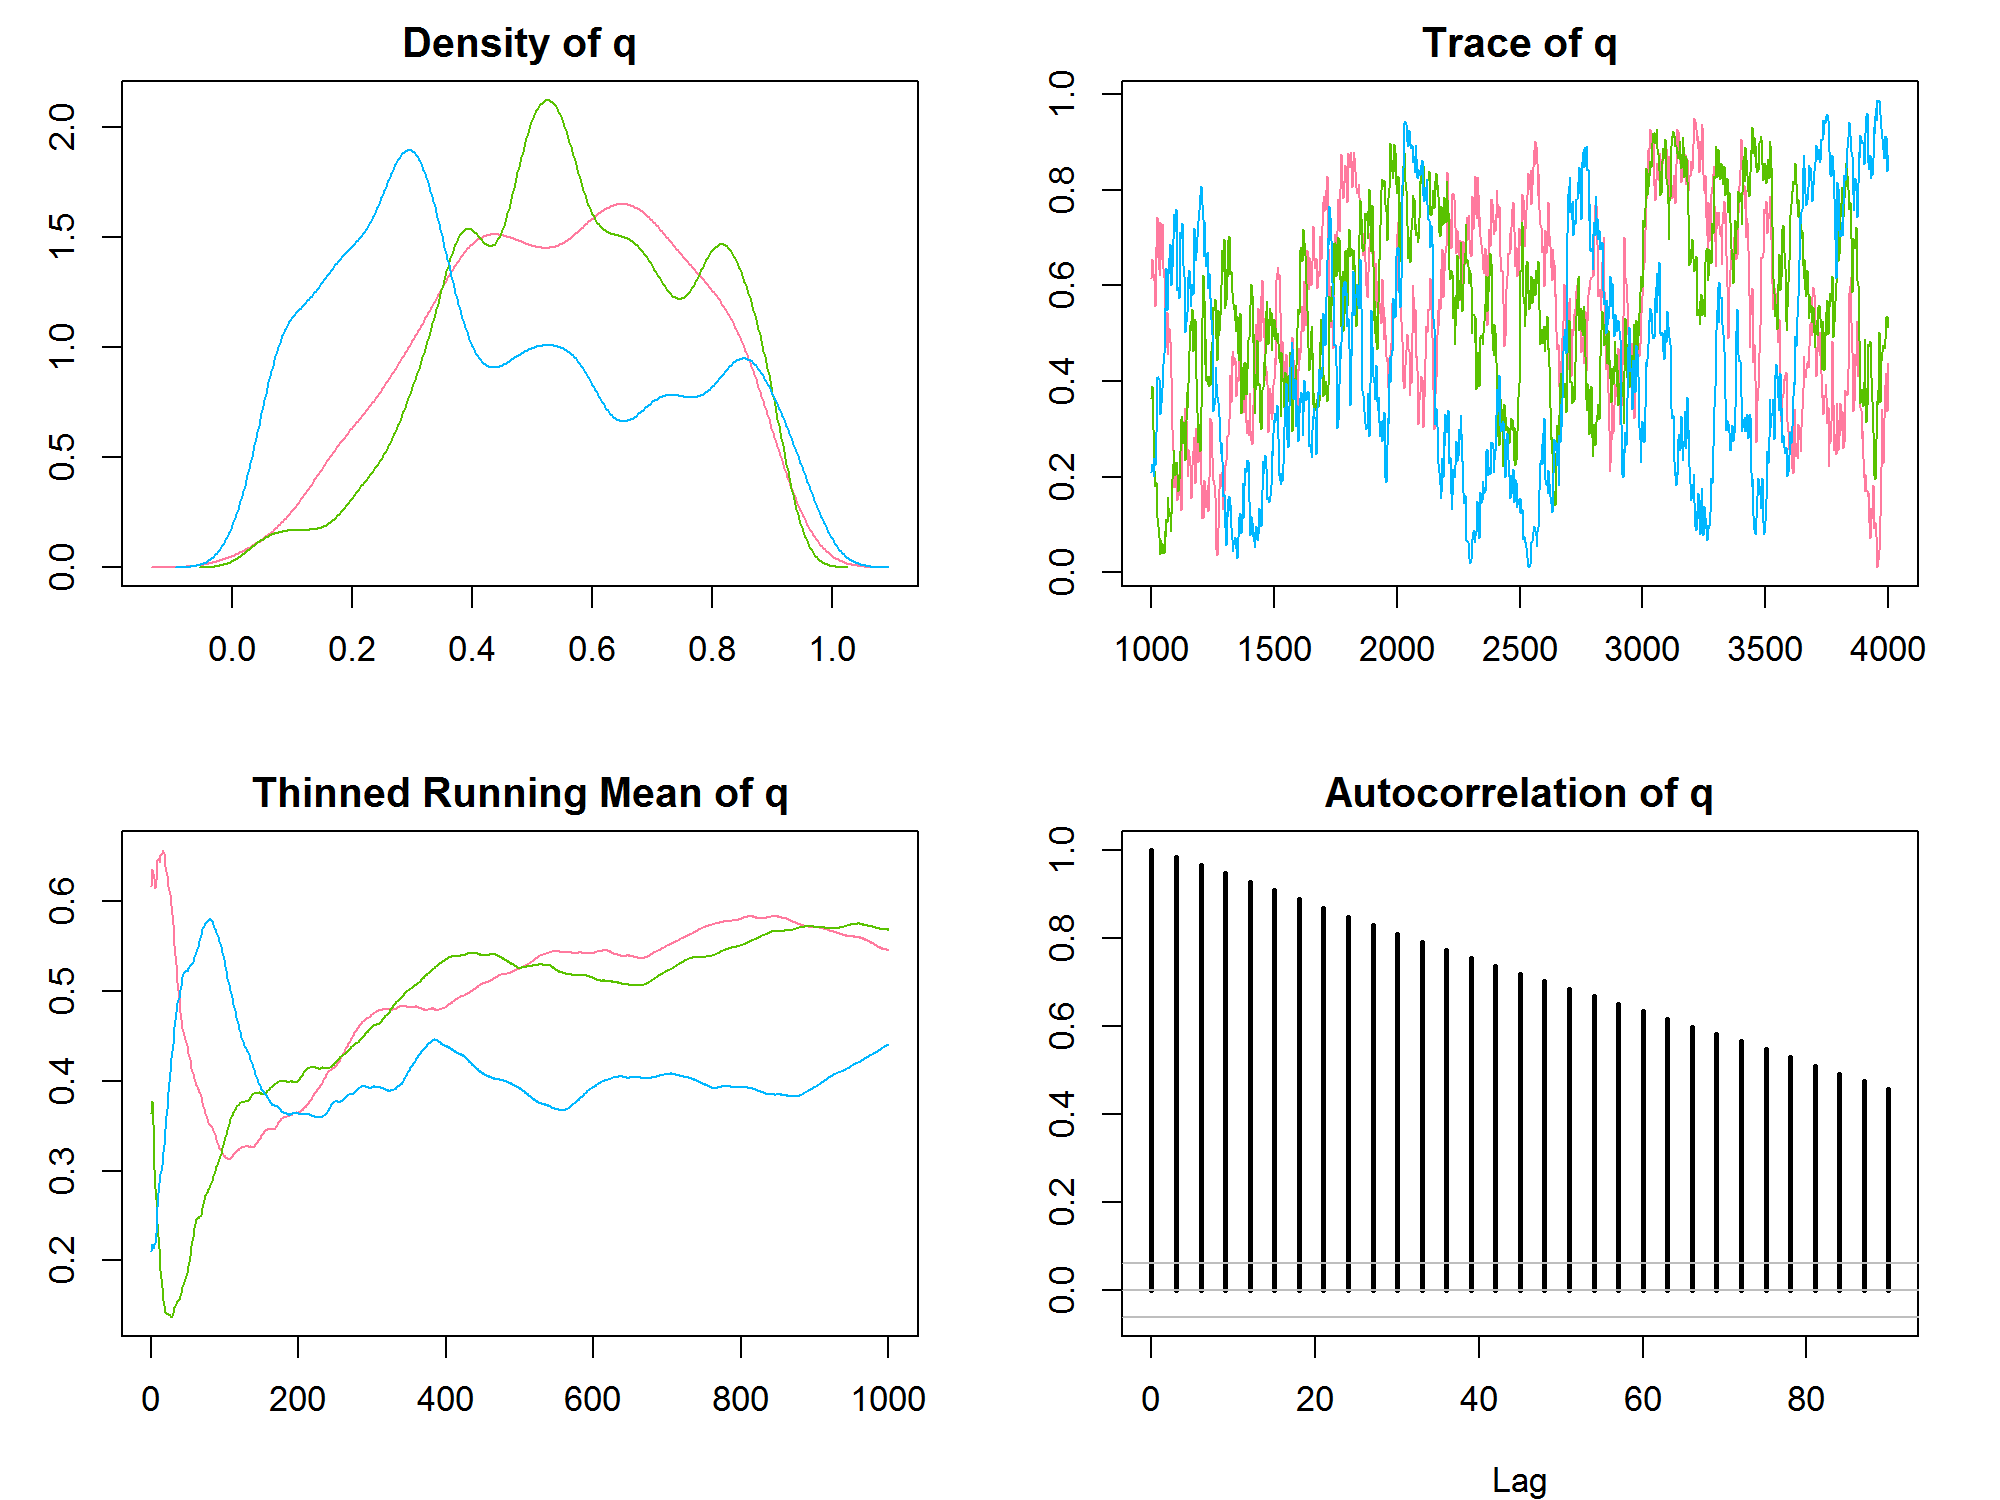 Density of q
2.0
1.5
1.0
0.5
0.0
0.0 0.2 0.4 0.6 0.8 1.0
Trace of q
1.0
0.8
0.6
0.4
0.2
0.0
1000 1500 2000 2500 3000 3500 4000
Thinned Running Mean of q
0.6
0.5
0.4
0.3
0.2
0 200 400 600 800 1000
Autocorrelation of q
1.0
0.8
0.6
0.4
0.2
0.0
0 20 40 60 80
Lag